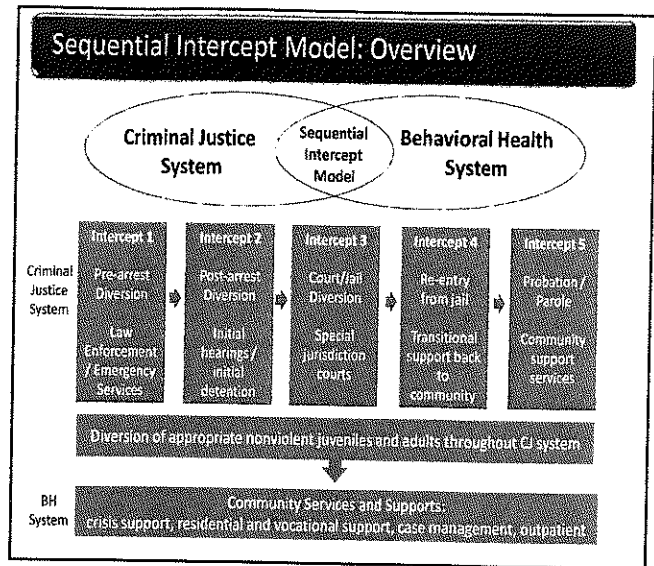 Sequential Intercept Model: Overview
Criminal Justice
System
Sequential
Intercept
Model
Behavioral Health
System
Criminal
Justice
System
Intercept 1
Pre-arrest
Diversion
Law
Enforcement
/ Emergency
Services
Intercept 2
Post-arrest
Diversion
Initial
hearings /
initial
detention
Intercept 3
Court/Jail
Diversion
Special
jurisdiction
courts
Intercept 4
Re-entry
from jail
Transitional
support back
to
community
Intercept 5
Probation /
Parole
Community
support
services
Diversion of appropriate nonviolent juveniles and adults throughout CJ system
BH
System
Community Services and Supports:
crisis support, residential and vocational support, case management, outpatient